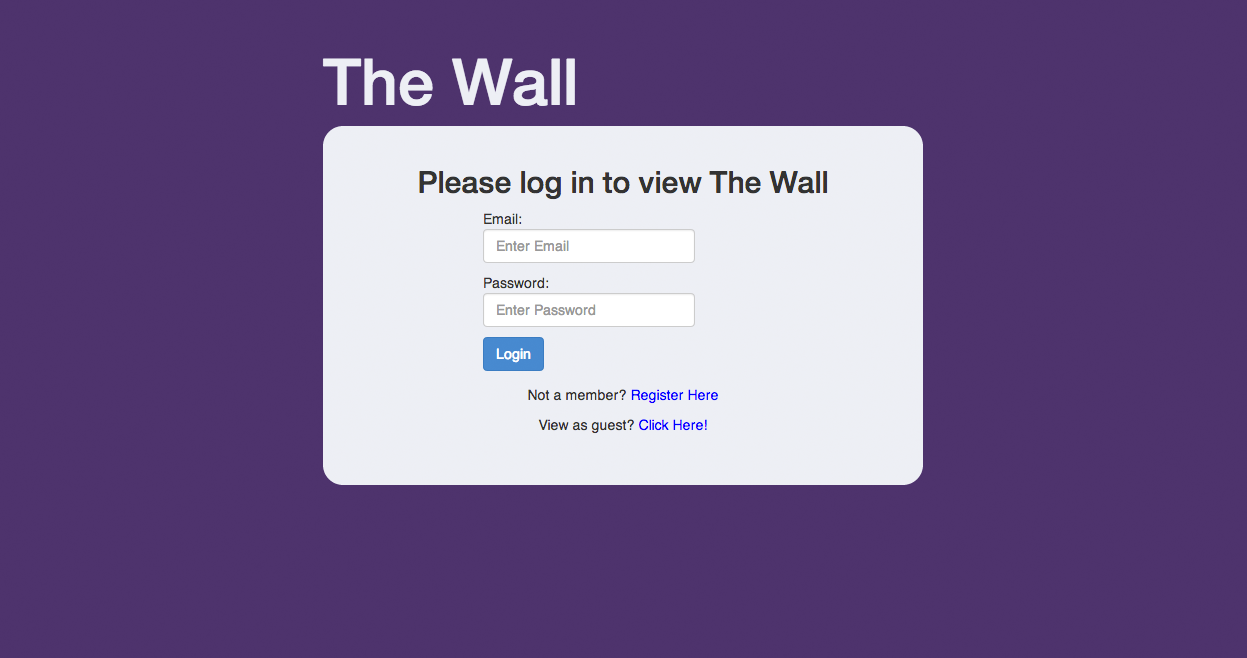 The Wall
Please log in to view The Wall
Email:
Enter Email
Password:
Enter Password
Login
Not a member? Register Here
View as guest? Click Here!